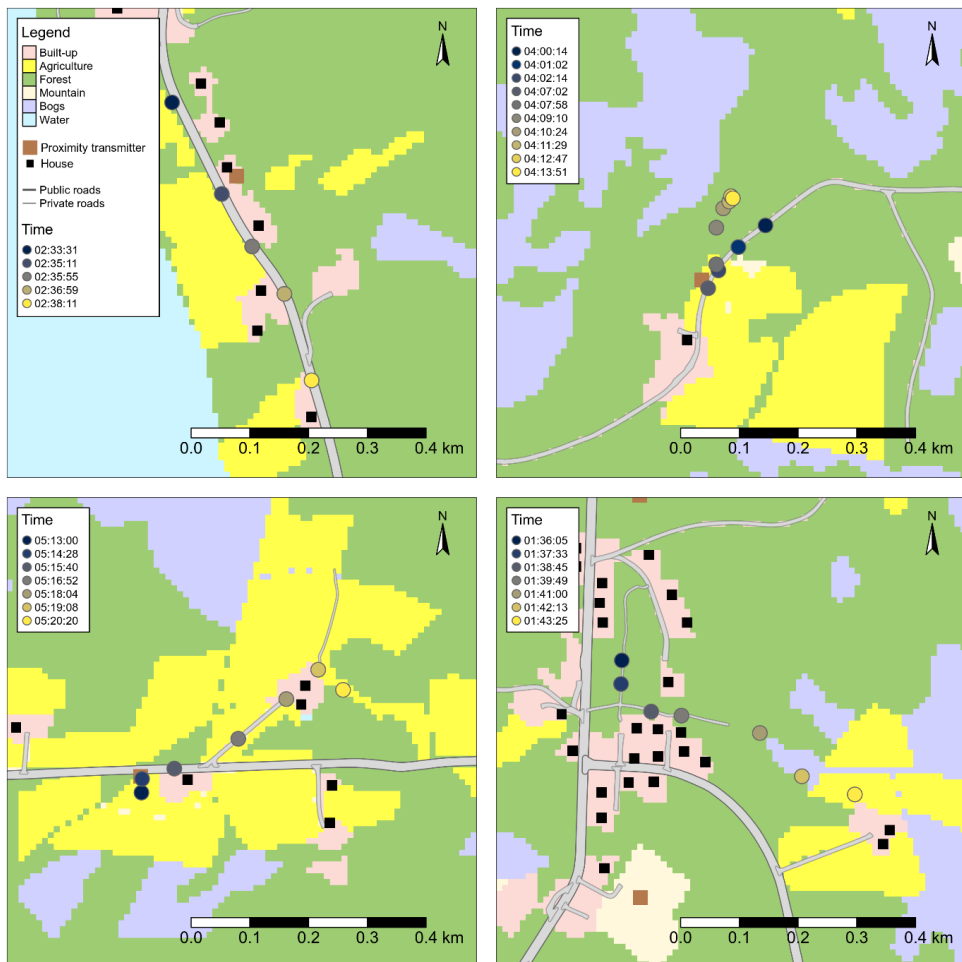 Legend
Built-up
Agriculture
Forest
Mountain
Bogs
Water
Proximity transmitter
House
Public roads
Private roads
Time
02:33:31
02:35:11
02:35:55
02:36:59
02:38:11
N
0.0 0.1 0.2 0.3 0.4 km
Time
04:00:14
04:01:02
04:02:14
04:07:02
04:07:58
04:09:10
04:10:24
04:11:29
04:12:47
04:13:51
N
0.0 0.1 0.2 0.3 0.4 km
Time
05:13:00
05:14:28
05:15:40
05:16:52
05:18:04
05:19:08
05:20:20
N
0.0 0.1 0.2 0.3 0.4 km
Time
01:36:05
01:37:33
01:38:45
01:39:49
01:41:00
01:42:13
01:43:25
N
0.0 0.1 0.2 0.3 0.4 km